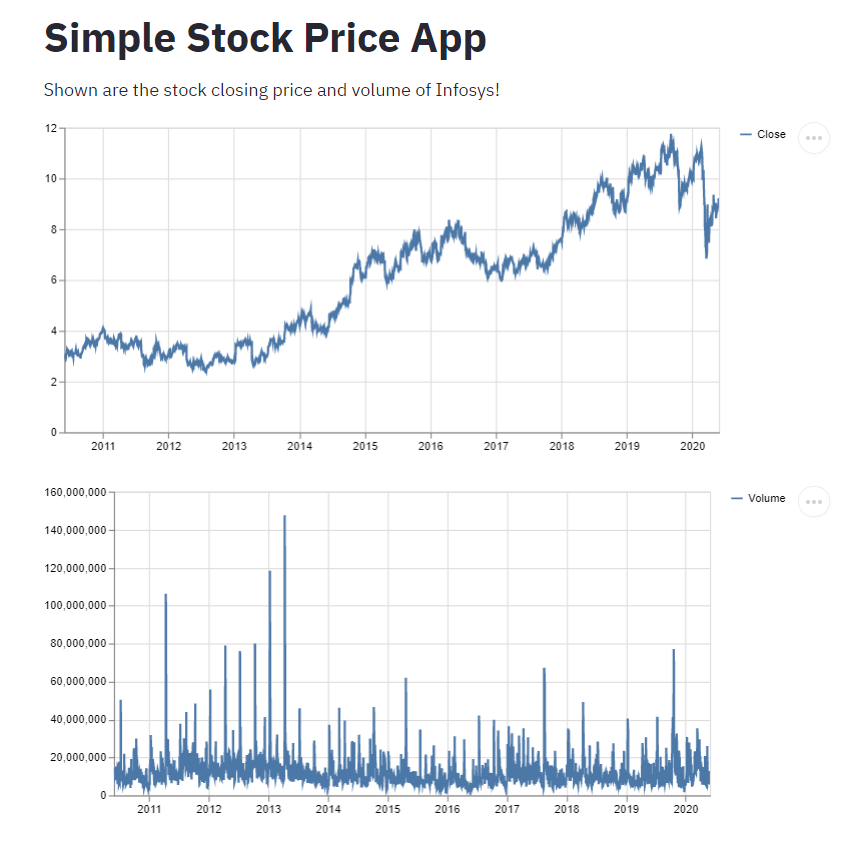 Simple Stock Price App
Shown are the stock closing price and volume of Infosys!
12
10
8
6
4
2
0
2011 2012 2013 2014 2015 2016 2017 2018 2019 2020
Close
160,000,000
140,000,000
120,000,000
100,000,000
80,000,000
60,000,000
40,000,000
20,000,000
0
2011 2012 2013 2014 2015 2016 2017 2018 2019 2020
Volume